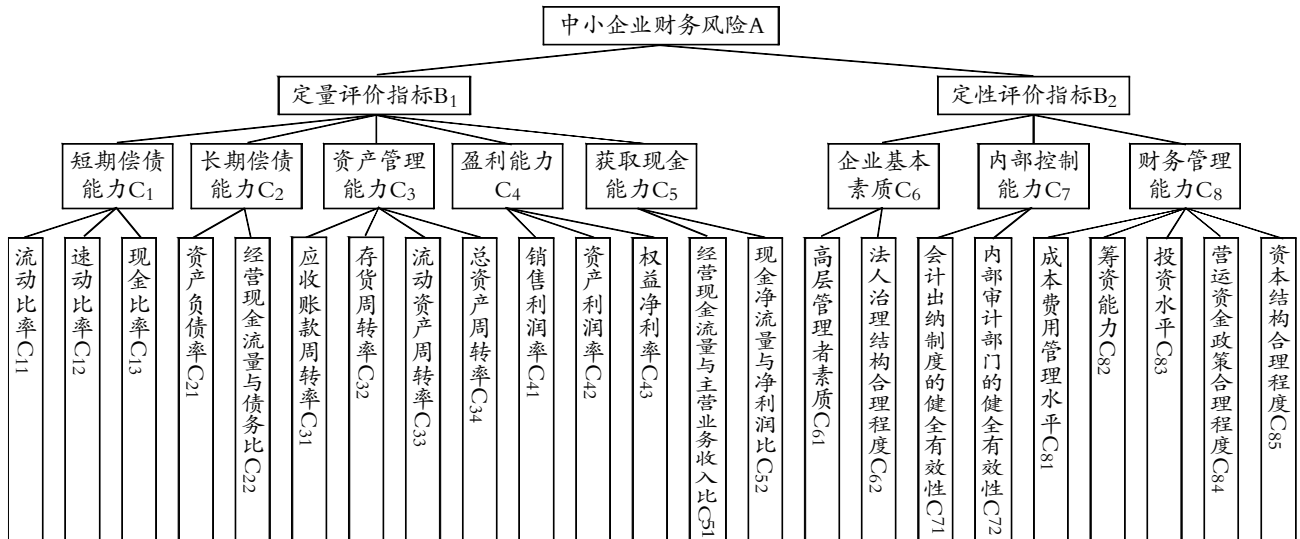 中小企业财务风险A
定量评价指标B₁
定性评价指标B₂
短期偿债
能力C₁
长期偿债
能力C₂
资产管理
能力C₃
盈利能力
C₄
获取现金
能力C₅
企业基本
素质C₆
内部控制
能力C₇
财务管理
能力C₈
流动比率C₁₁
速动比率C₁₂
现金比率C₁₃
资产负债率C₂₁
经营现金流量与债务比C₂₂
应收账款周转率C₃₁
存货周转率C₃₂
流动资产周转率C₃₃
总资产周转率C₃₄
销售利润率C₄₁
资产利润率C₄₂
权益净利率C₄₃
经营现金流量与主营业务收入比C₅₁
现金净流量与净利润比C₅₂
高层管理者素质C₆₁
法人治理结构合理程度C₆₂
会计出纳制度的健全有效性C₇₁
内部审计部门的健全有效性C₇₂
成本费用管理水平C₈₁
筹资能力C₈₂
投资水平C₈₃
营运资金政策合理程度C₈₄
资本结构合理程度C₈₅